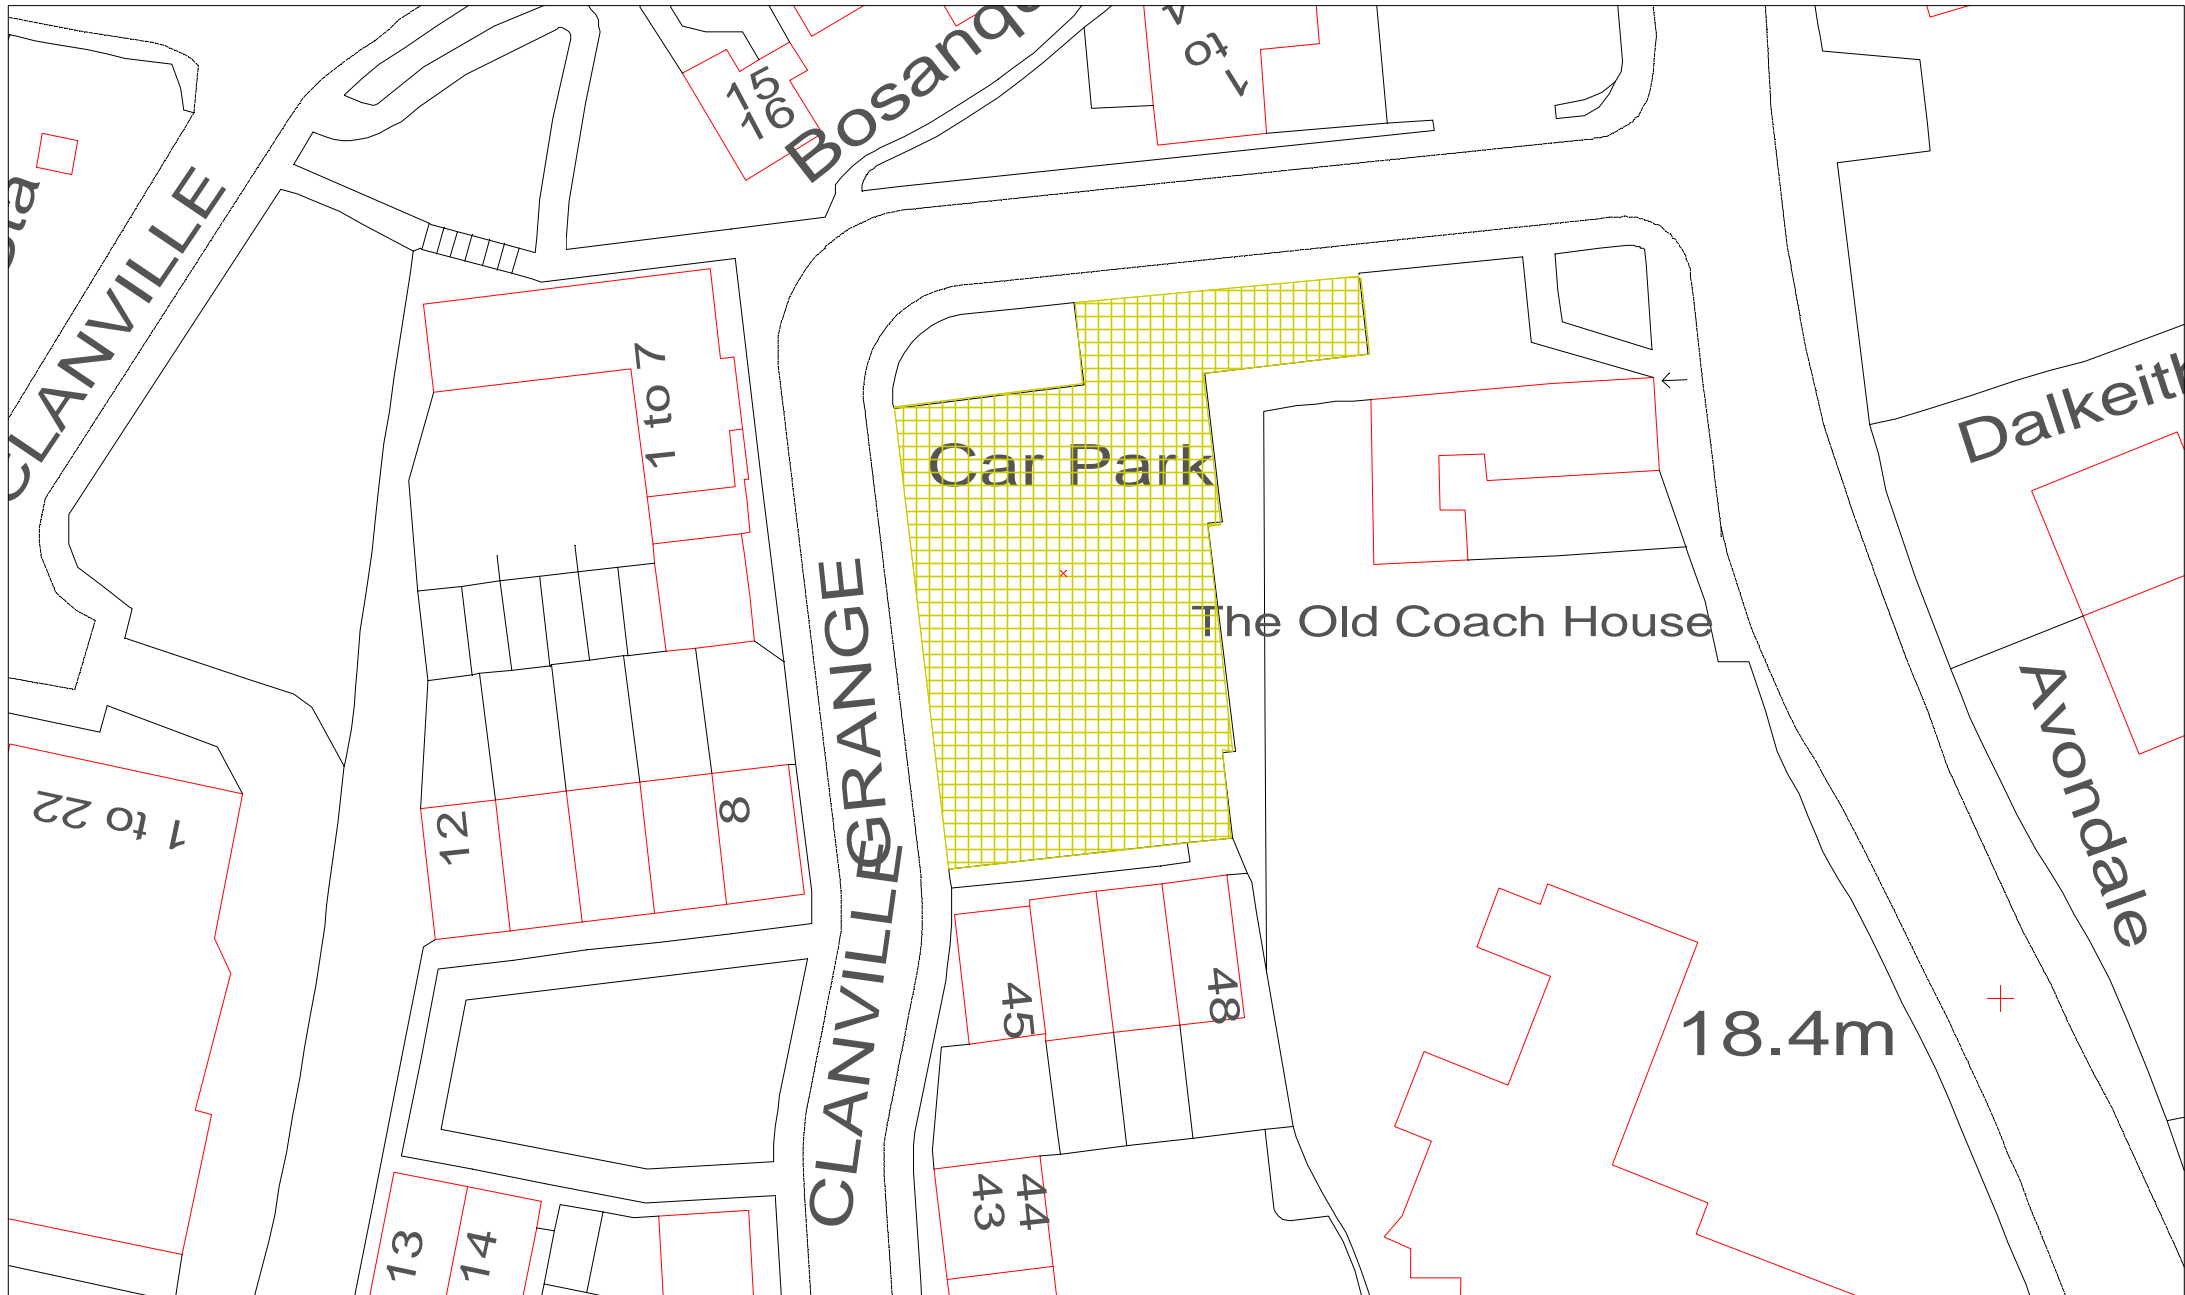 15
16
1
to
CLANVILLE
1 to 7
Car Park
Dalkeith
The Old Coach House
GRANGE
CLANVILLE
Avondale
1 to 22
12
8
45
48
18.4m
43
44
13
14